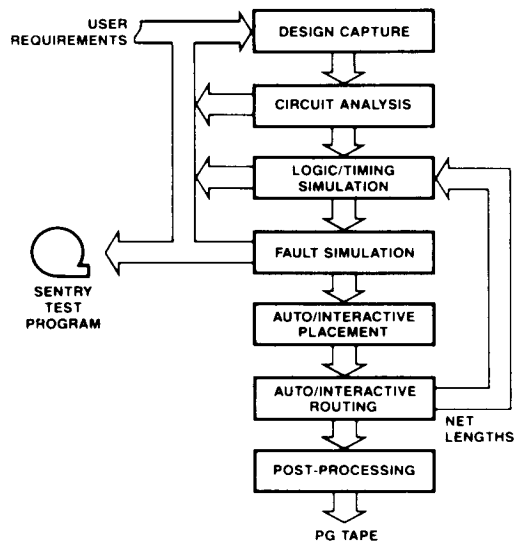 USER
REQUIREMENTS
DESIGN CAPTURE
CIRCUIT ANALYSIS
LOGIC/TIMING
SIMULATION
FAULT SIMULATION
SENTRY
TEST
PROGRAM
AUTO/INTERACTIVE
PLACEMENT
AUTO/INTERACTIVE
ROUTING
NET
LENGTHS
POST-PROCESSING
PG TAPE